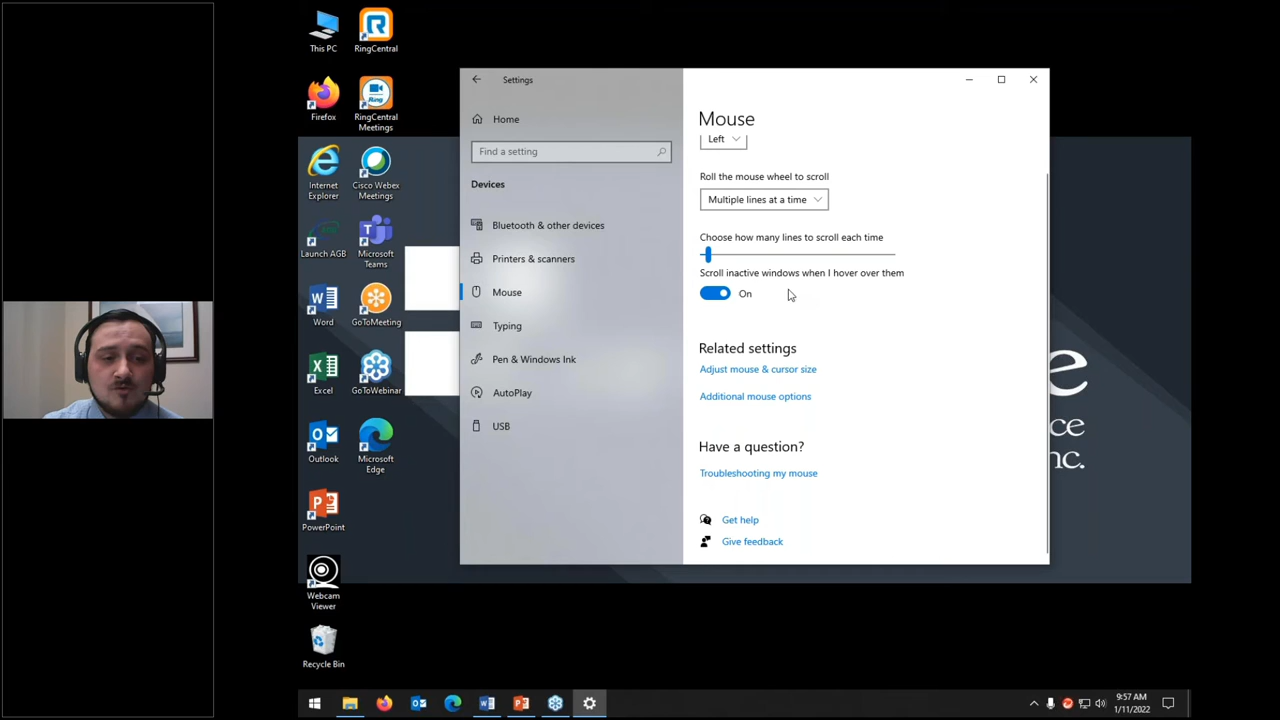 This PC
RingCentral
Firefox
RingCentral
Meetings
Internet
Explorer
Cisco Webex
Meetings
Launch AGB
Microsoft
Teams
Word
GoToMeeting
Excel
GoToWebinar
Outlook
Microsoft
Edge
PowerPoint
Webcam
Viewer
Recycle Bin
Settings
Home
Find a setting
Devices
Bluetooth & other devices
Printers & scanners
Mouse
Typing
Pen & Windows Ink
AutoPlay
USB
Mouse
Left
Roll the mouse wheel to scroll
Multiple lines at a time
Choose how many lines to scroll each time
Scroll inactive windows when I hover over them
On
Related settings
Adjust mouse & cursor size
Additional mouse options
Have a question?
Troubleshooting my mouse
Get help
Give feedback
e
ce
nc.
9:57 AM
1/11/2022